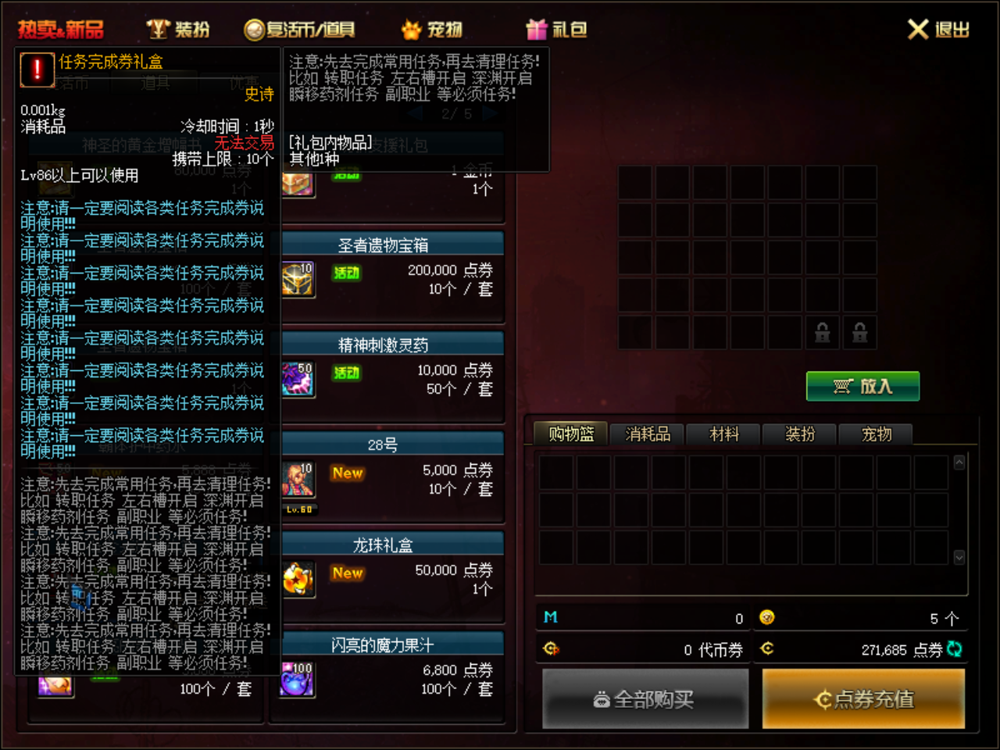 热卖&新品
装扮
复活币/道具
宠物
礼包
退出
任务完成券礼盒
道具
史诗
0.001kg
消耗品
冷却时间：1秒
无法交易
携带上限：10个
Lv86以上可以使用
注意:请一定要阅读各类任务完成券说
明使用!!!
注意:请一定要阅读各类任务完成券说
明使用!!!
注意:请一定要阅读各类任务完成券说
明使用!!!
注意:请一定要阅读各类任务完成券说
明使用!!!
注意:请一定要阅读各类任务完成券说
明使用!!!
注意:请一定要阅读各类任务完成券说
明使用!!!
注意:请一定要阅读各类任务完成券说
明使用!!!
注意:请一定要阅读各类任务完成券说
明使用!!!
注意:先去完成常用任务,再去清理任务!
比如 转职任务 左右槽开启 深渊开启
瞬移药剂任务 副职业 等必须任务!
注意:先去完成常用任务,再去清理任务!
比如 转职任务 左右槽开启 深渊开启
瞬移药剂任务 副职业 等必须任务!
注意:先去完成常用任务,再去清理任务!
比如 转职任务 左右槽开启 深渊开启
瞬移药剂任务 副职业 等必须任务!
注意:先去完成常用任务,再去清理任务!
比如 转职任务 左右槽开启 深渊开启
瞬移药剂任务 副职业 等必须任务!
100个 / 套
注意:先去完成常用任务,再去清理任务!
比如 转职任务 左右槽开启 深渊开启
瞬移药剂任务 副职业 等必须任务!
2/ 5
支援礼包
[礼包内物品]
其他1种
活动
1 金币
1个
圣者遗物宝箱
10
活动
200,000 点券
10个 / 套
精神刺激灵药
50
活动
10,000 点券
50个 / 套
28号
10
New
5,000 点券
10个 / 套
Lv.60
龙珠礼盒
New
50,000 点券
1个
闪亮的魔力果汁
100
6,800 点券
100个 / 套
放入
购物篮
消耗品
材料
装扮
宠物
M
0
5 个
0 代币券
271,685 点券
全部购买
点券充值